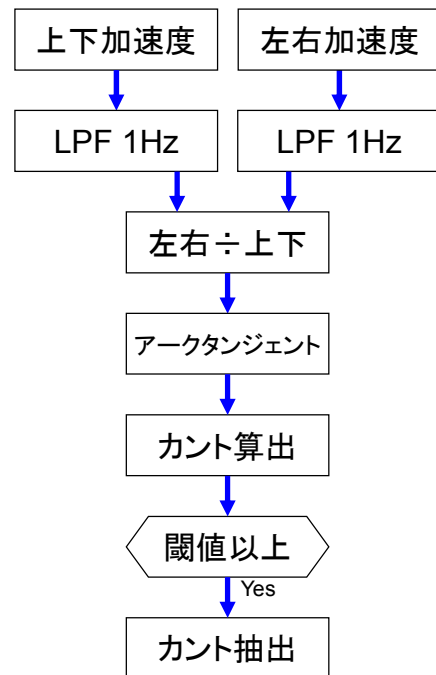 上下加速度
左右加速度
LPF 1Hz
LPF 1Hz
左右÷上下
アークタンジェント
カント算出
閾値以上
Yes
カント抽出